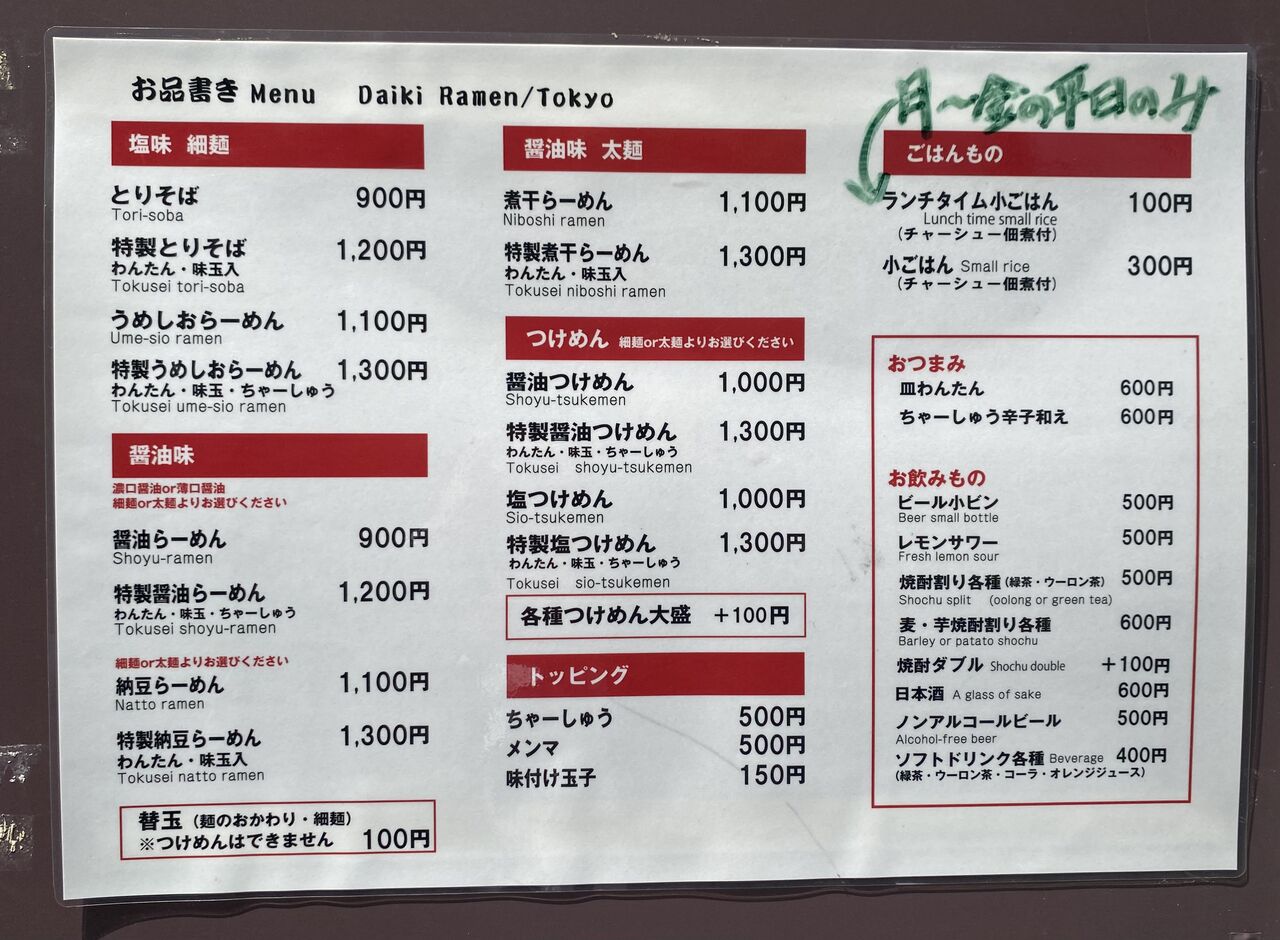 お品書き Menu Daiki Ramen/Tokyo
塩味 細麺
とりそば 900円
Tori-soba
特製とりそば 1,200円
わんたん・味玉入
Tokusei tori-soba
うめしおらーめん 1,100円
Ume-sio ramen
特製うめしおらーめん 1,300円
わんたん・味玉・ちゃーしゅう
Tokusei ume-sio ramen
醤油味
濃口醤油or薄口醤油
細麺or太麺よりお選びください
醤油らーめん 900円
Shoyu-ramen
特製醤油らーめん 1,200円
わんたん・味玉・ちゃーしゅう
Tokusei shoyu-ramen
細麺or太麺よりお選びください
納豆らーめん 1,100円
Natto ramen
特製納豆らーめん 1,300円
わんたん・味玉入
Tokusei natto ramen
替玉(麺のおかわり・細麺)
※つけめんはできません 100円
醤油味 太麺
煮干らーめん 1,100円
Niboshi ramen
特製煮干らーめん 1,300円
わんたん・味玉入
Tokusei niboshi ramen
つけめん 細麺or太麺よりお選びください
醤油つけめん 1,000円
Shoyu-tsukemen
特製醤油つけめん 1,300円
わんたん・味玉・ちゃーしゅう
Tokusei shoyu-tsukemen
塩つけめん 1,000円
Sio-tsukemen
特製塩つけめん 1,300円
わんたん・味玉・ちゃーしゅう
Tokusei sio-tsukemen
各種つけめん大盛 +100円
トッピング
ちゃーしゅう 500円
メンマ 500円
味付け玉子 150円
月〜金の平日のみ
ごはんもの
ランチタイム小ごはん 100円
Lunch time small rice
(チャーシュー佃煮付)
小ごはん Small rice 300円
(チャーシュー佃煮付)
おつまみ
皿わんたん 600円
ちゃーしゅう辛子和え 600円
お飲みもの
ビール小ビン 500円
Beer small bottle
レモンサワー 500円
Fresh lemon sour
焼酎割り各種(緑茶・ウーロン茶) 500円
Shochu split (oolong or green tea)
麦・芋焼酎割り各種 600円
Barley or patato shochu
焼酎ダブル Shochu double +100円
日本酒 A glass of sake 600円
ノンアルコールビール 500円
Alcohol-free beer
ソフトドリンク各種 Beverage 400円
(緑茶・ウーロン茶・コーラ・オレンジジュース)